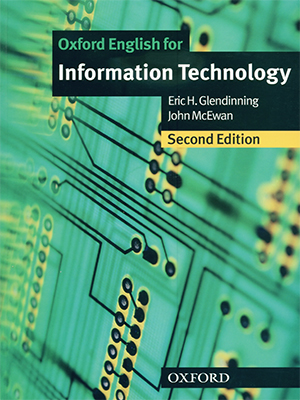 Oxford English for
Information Technology
Eric H. Glendinning
John McEwan
Second Edition
OXFORD